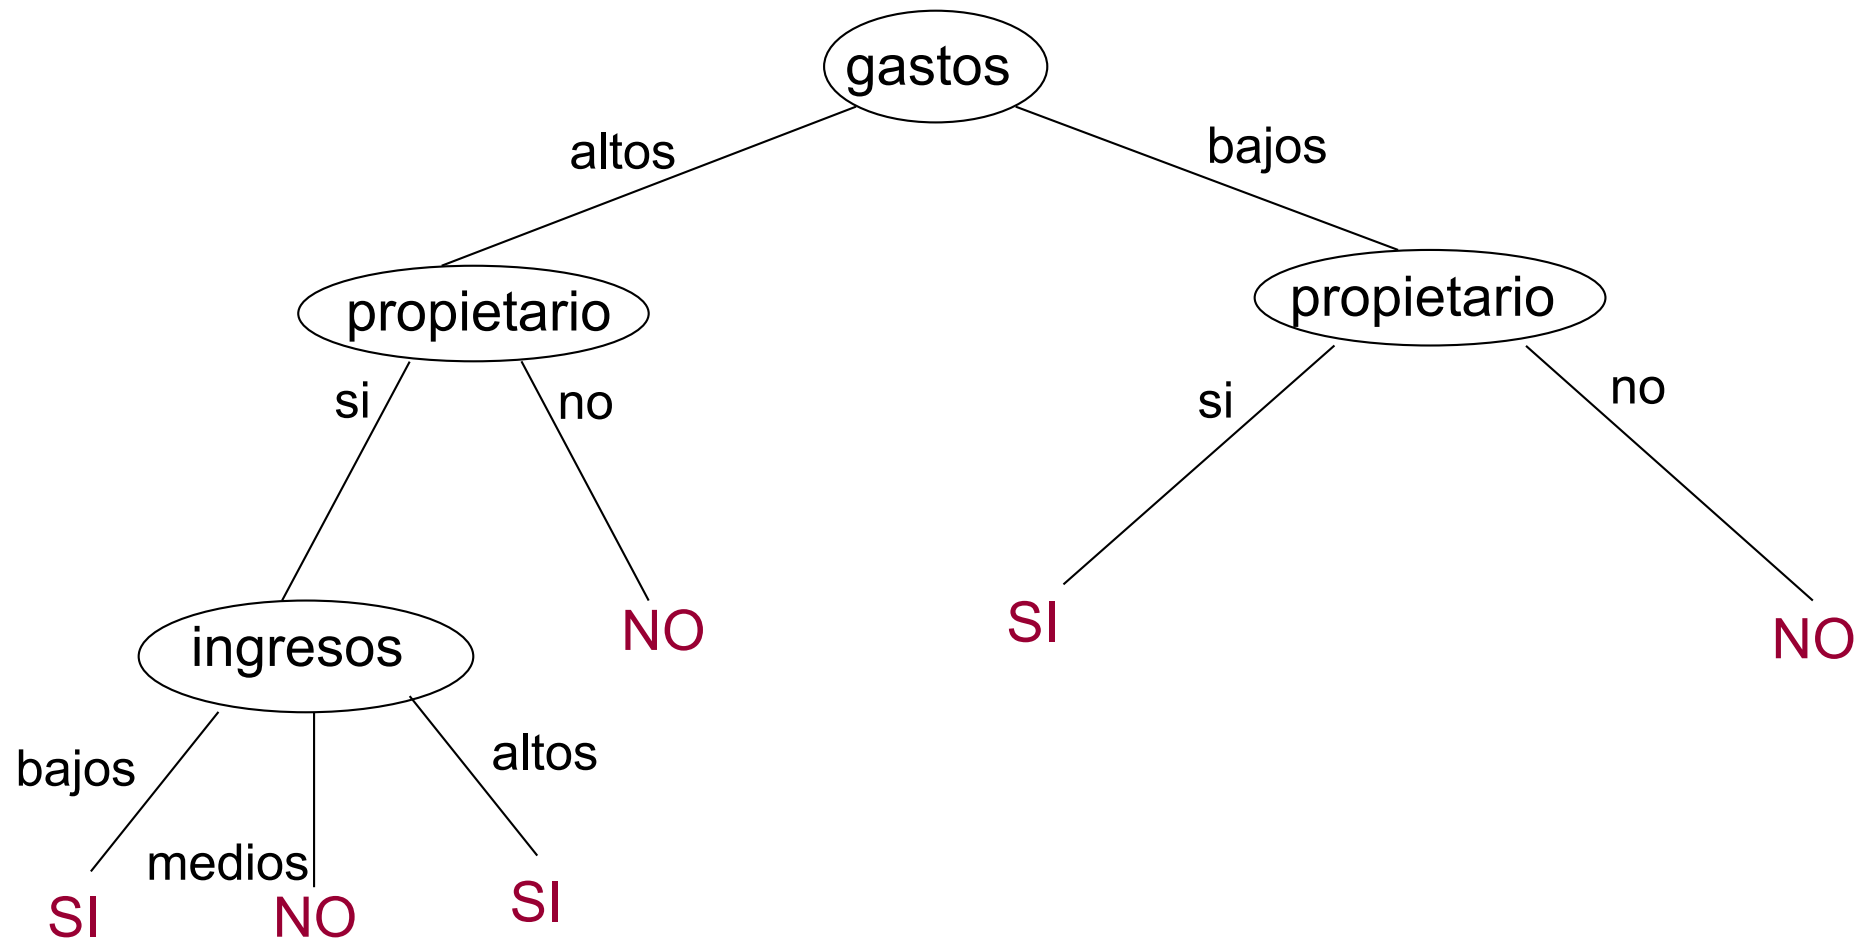 gastos
altos
bajos
propietario
propietario
si
no
si
no
ingresos
NO
SI
NO
bajos
medios
altos
SI
NO
SI